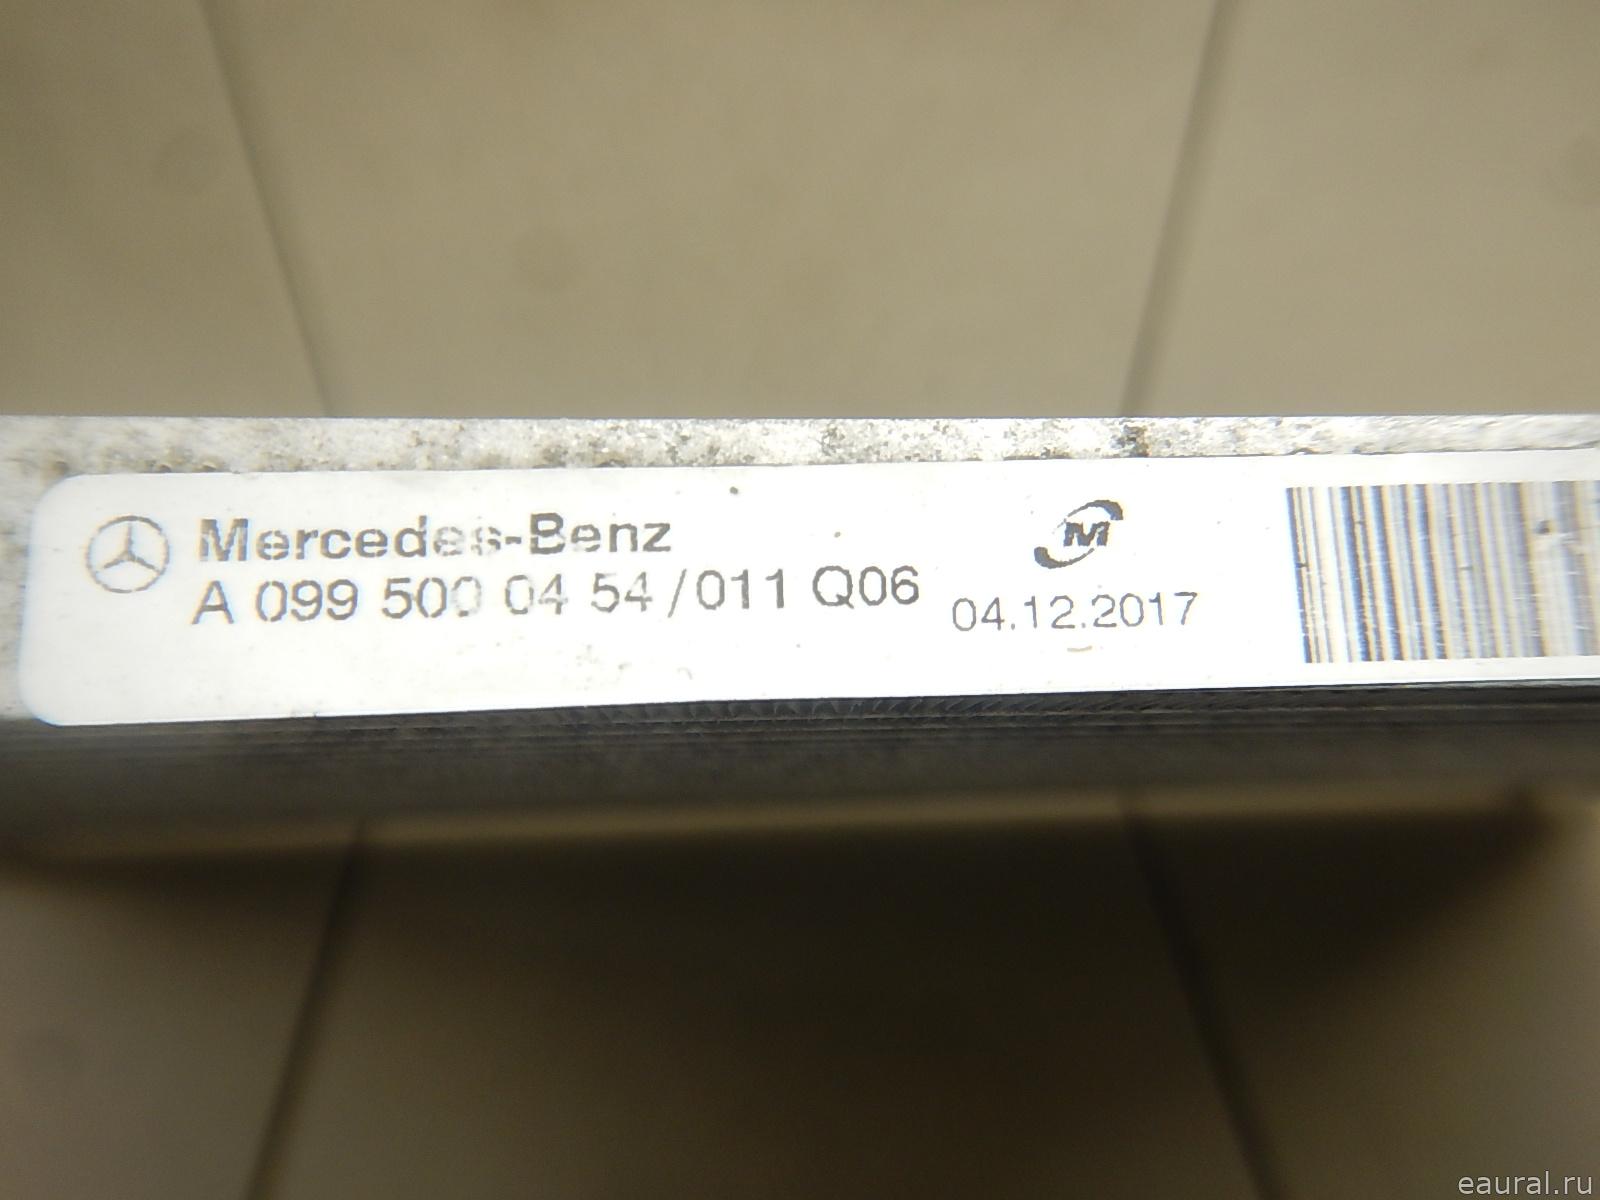 Mercedes-Benz
A 099 500 04 54/011 Q06
M
04.12.2017
eaural.ru